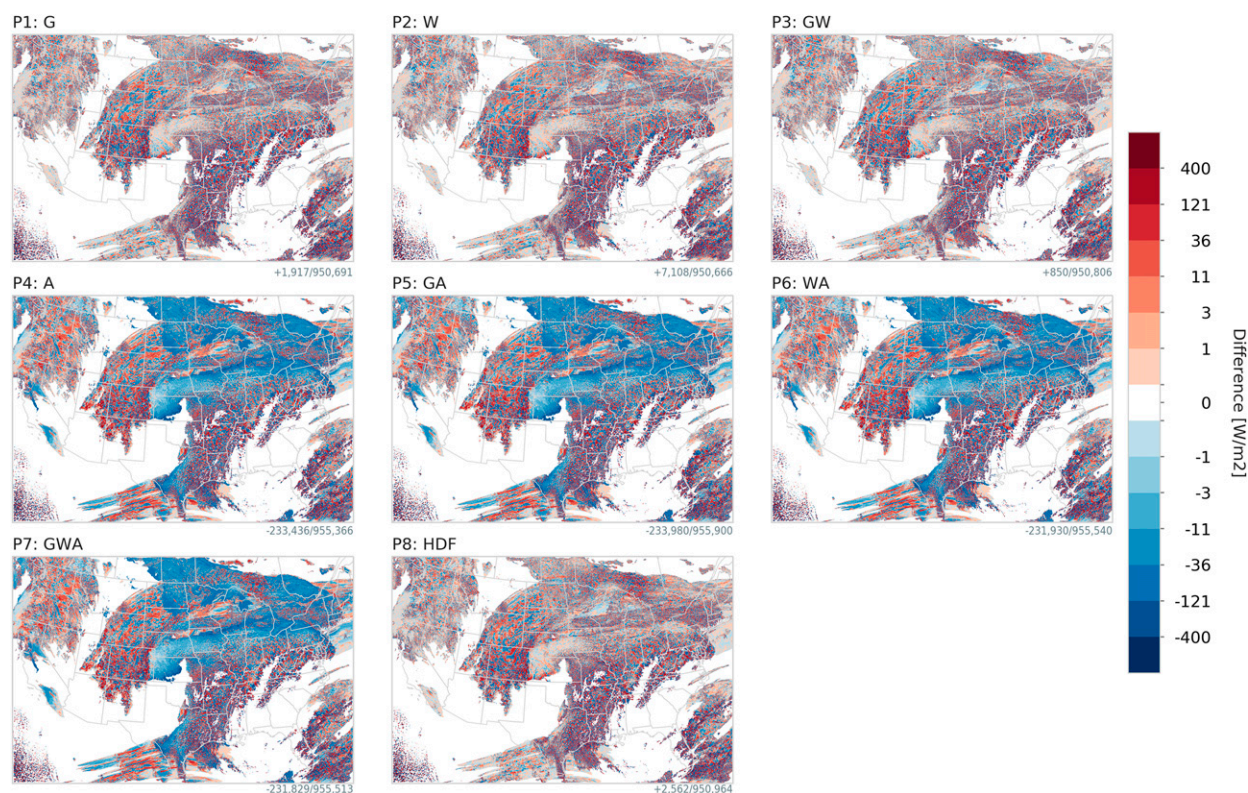 P1: G
P2: W
P3: GW
+1,917/950,691
+7,108/950,666
+850/950,806
P4: A
P5: GA
P6: WA
-233,436/955,366
-233,980/955,900
-231,930/955,540
P7: GWA
P8: HDF
-231,829/955,513
+2,562/950,964
400
121
36
11
3
1
0
-1
-3
-11
-36
-121
-400
Difference [W/m2]